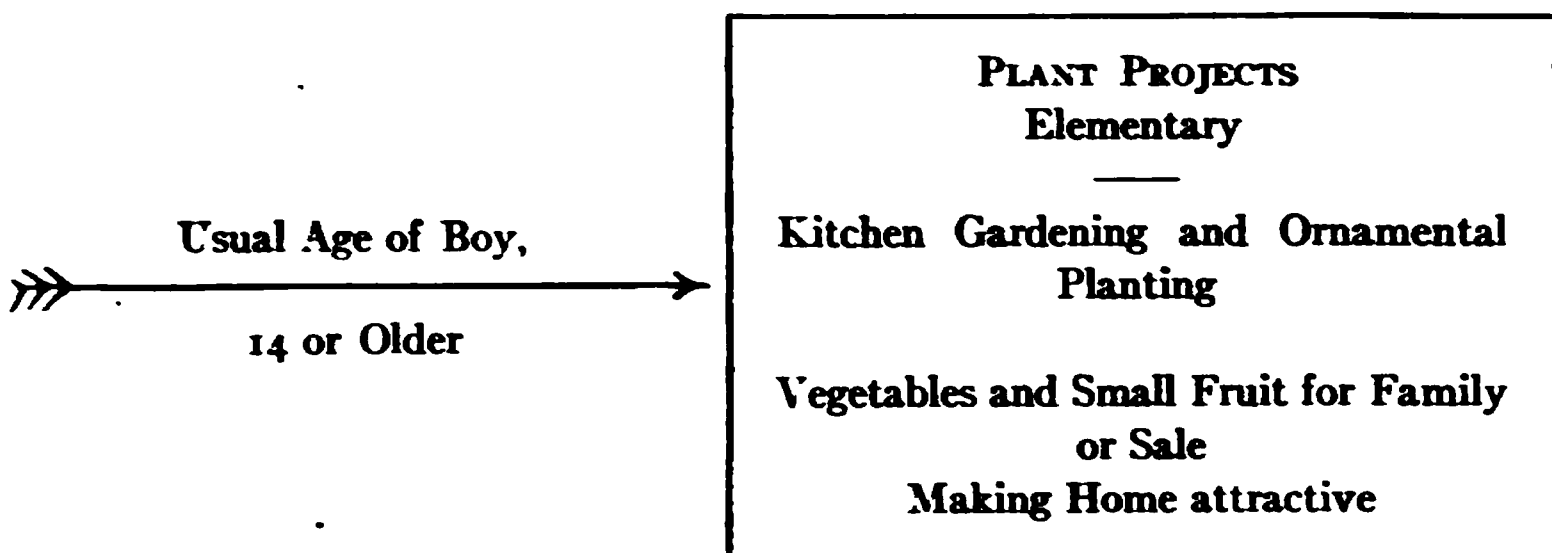 Usual Age of Boy,
14 or Older
PLANT PROJECTS
Elementary
Kitchen Gardening and Ornamental
Planting
Vegetables and Small Fruit for Family
or Sale
Making Home attractive